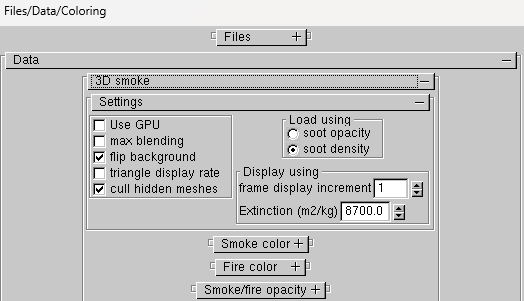 Files/Data/Coloring
Files +
Data −
3D smoke −
Settings −
Use GPU
max blending
flip background
triangle display rate
cull hidden meshes
Load using
soot opacity
soot density
Display using
frame display increment 1
Extinction (m2/kg) 8700.0
Smoke color +
Fire color +
Smoke/fire opacity +